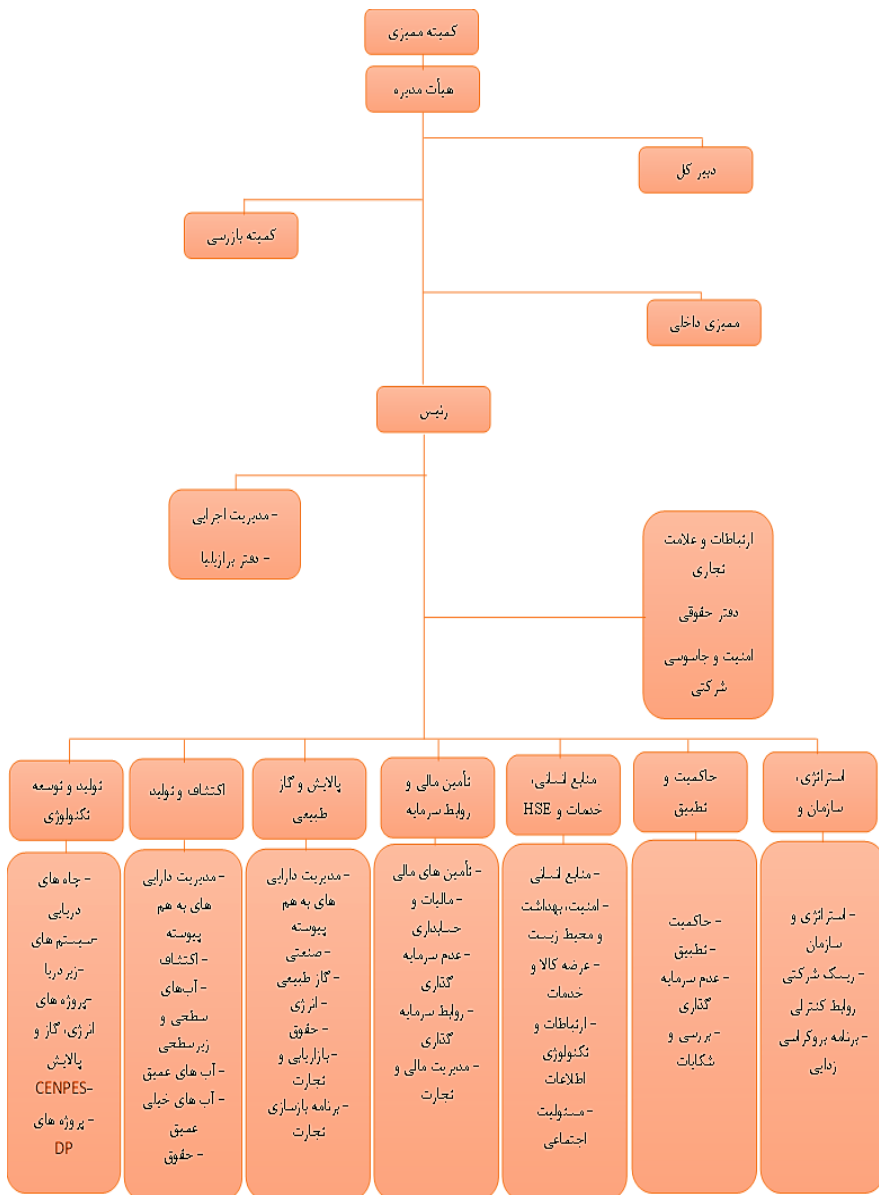 کمیته ممیزی
هیأت مدیره
دبیر کل
کمیته بازرسی
ممیزی داخلی
رئیس
- مدیریت اجرایی
- دفتر برازیلیا
ارتباطات و علامت
تجاری
دفتر حقوقی
امنیت و جاسوسی
شرکتی
استراتژی،
سازمان و
حاکمیت و
تطبیق
منابع انسانی،
خدمات و HSE
تأمین مالی و
روابط سرمایه
پالایش و گاز
طبیعی
اکتشاف و تولید
تولید و توسعه
تکنولوژی
- استراتژی و
سازمان
- ریسک شرکتی
روابط کنترلی
- برنامه بروکراسی
زدایی
- حاکمیت
- تطبیق
- عدم سرمایه
گذاری
- بررسی و
شکایات
- منابع انسانی
- امنیت، بهداشت
و محیط زیست
- عرضه کالا و
خدمات
- ارتباطات و
تکنولوژی
اطلاعات
- مسئولیت
اجتماعی
- تأمین های مالی
- مالیات و
حسابداری
- عدم سرمایه
گذاری
- روابط سرمایه
گذاری
- مدیریت مالی و
تجارت
- مدیریت دارایی
های به هم
پیوسته
- صنعتی
- گاز طبیعی
- انرژی
- حقوق
- بازاریابی و
تجارت
- برنامه بازسازی
تجارت
- مدیریت دارایی
های به هم
پیوسته
- اکتشاف
- آب‌های
سطحی و
زیرسطحی
- آب های عمیق
- آب های خیلی
عمیق
- حقوق
- چاه های
دریایی
- سیستم های
زیر دریا
- پروژه های
انرژی، گاز و
پالایش
- CENPES
- پروژه های
DP